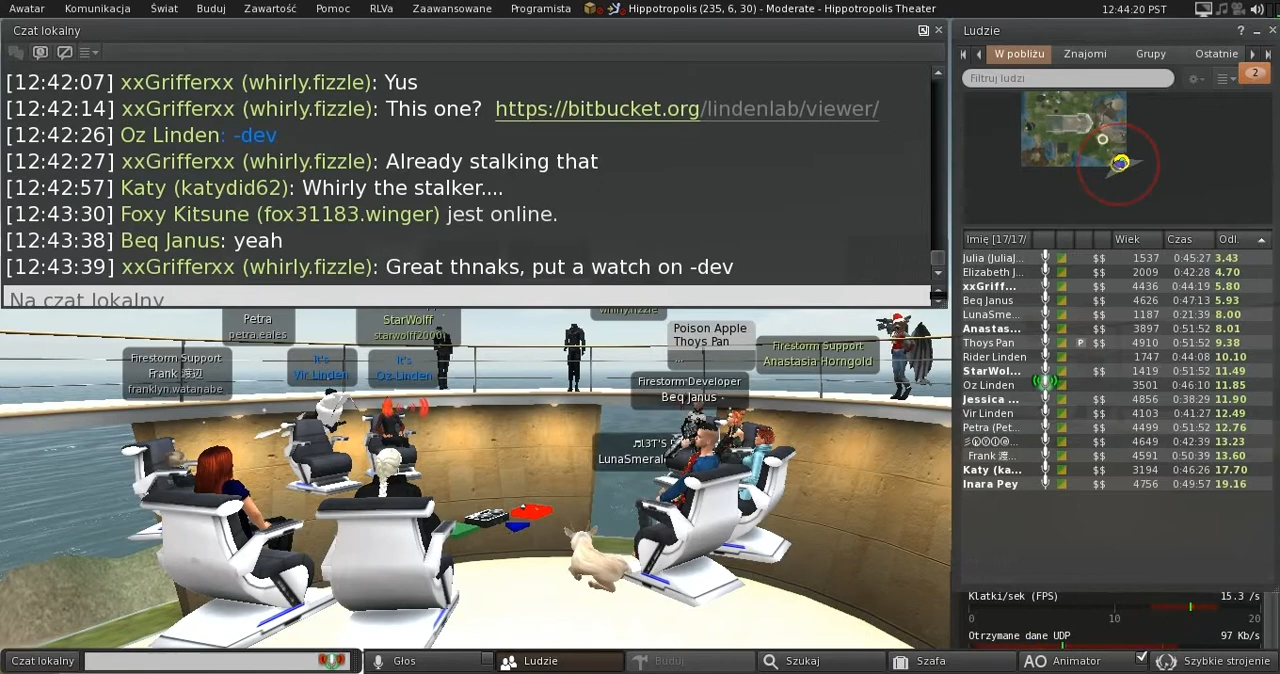 Awatar Komunikacja Świat Buduj Zawartość Pomoc RLVa Zaawansowane Programista Hippotropolis (235, 6, 30) - Moderate - Hippotropolis Theater 12:44:20 PST
Czat lokalny
[12:42:07] xxGrifferxx (whirly.fizzle): Yus
[12:42:14] xxGrifferxx (whirly.fizzle): This one? https://bitbucket.org/lindenlab/viewer/
[12:42:26] Oz Linden: -dev
[12:42:27] xxGrifferxx (whirly.fizzle): Already stalking that
[12:42:57] Katy (katydid62): Whirly the stalker....
[12:43:30] Foxy Kitsune (fox31183.winger) jest online.
[12:43:38] Beq Janus: yeah
[12:43:39] xxGrifferxx (whirly.fizzle): Great thnaks, put a watch on -dev
Na czat lokalny
whirly.fizzle
Petra
petra.eales
StarWolff
starwolff2000
Firestorm Support
Frank 渡辺
franklyn.watanabe
It's
Vir Linden
It's
Oz Linden
Poison Apple
Thoys Pan
...
Firestorm Support
Anastasia Horngold
Firestorm Developer
Beq Janus
LunaSmeral
Ludzie
W pobliżu Znajomi Grupy Ostatnie
2
Filtruj ludzi
Imię [17/17/ Wiek Czas Odl.
Julia (JuliaJ... $$ 1537 0:45:27 3.43
Elizabeth J... $$ 2009 0:42:28 4.70
xxGriff... $$ 4436 0:44:19 5.80
Beq Janus $$ 4626 0:47:13 5.93
LunaSme... $$ 1187 0:21:39 8.00
Anastas... $$ 3897 0:51:52 8.01
Thoys Pan P $$ 4910 0:51:52 9.38
Rider Linden 1747 0:44:08 10.10
StarWol... $$ 1419 0:51:52 11.49
Oz Linden 3501 0:46:10 11.85
Jessica ... $$ 4856 0:38:29 11.90
Vir Linden $$ 4103 0:41:27 12.49
Petra (Pet... $$ 4499 0:51:52 12.76
$$ 4649 0:42:39 13.23
Frank 渡... $$ 4591 0:50:39 13.60
Katy (ka... $$ 3194 0:46:26 17.70
Inara Pey $$ 4756 0:49:57 19.16
Klatki/sek (FPS) 15.3 /s
0 10 20
Otrzymane dane UDP 97 Kb/s
Czat lokalny Głos Ludzie Buduj Szukaj Szafa AO Animator Szybkie strojenie